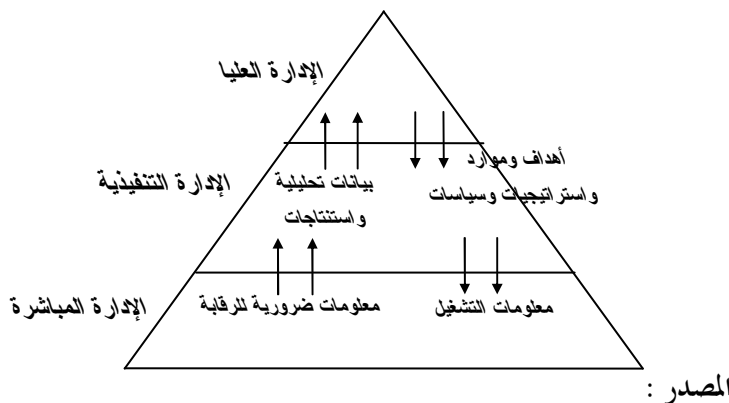 الإدارة العليا
أهداف وموارد
واستراتيجيات وسياسات
بيانات تحليلية
واستنتاجات
الإدارة التنفيذية
معلومات التشغيل
معلومات ضرورية للرقابة
الإدارة المباشرة
المصدر :